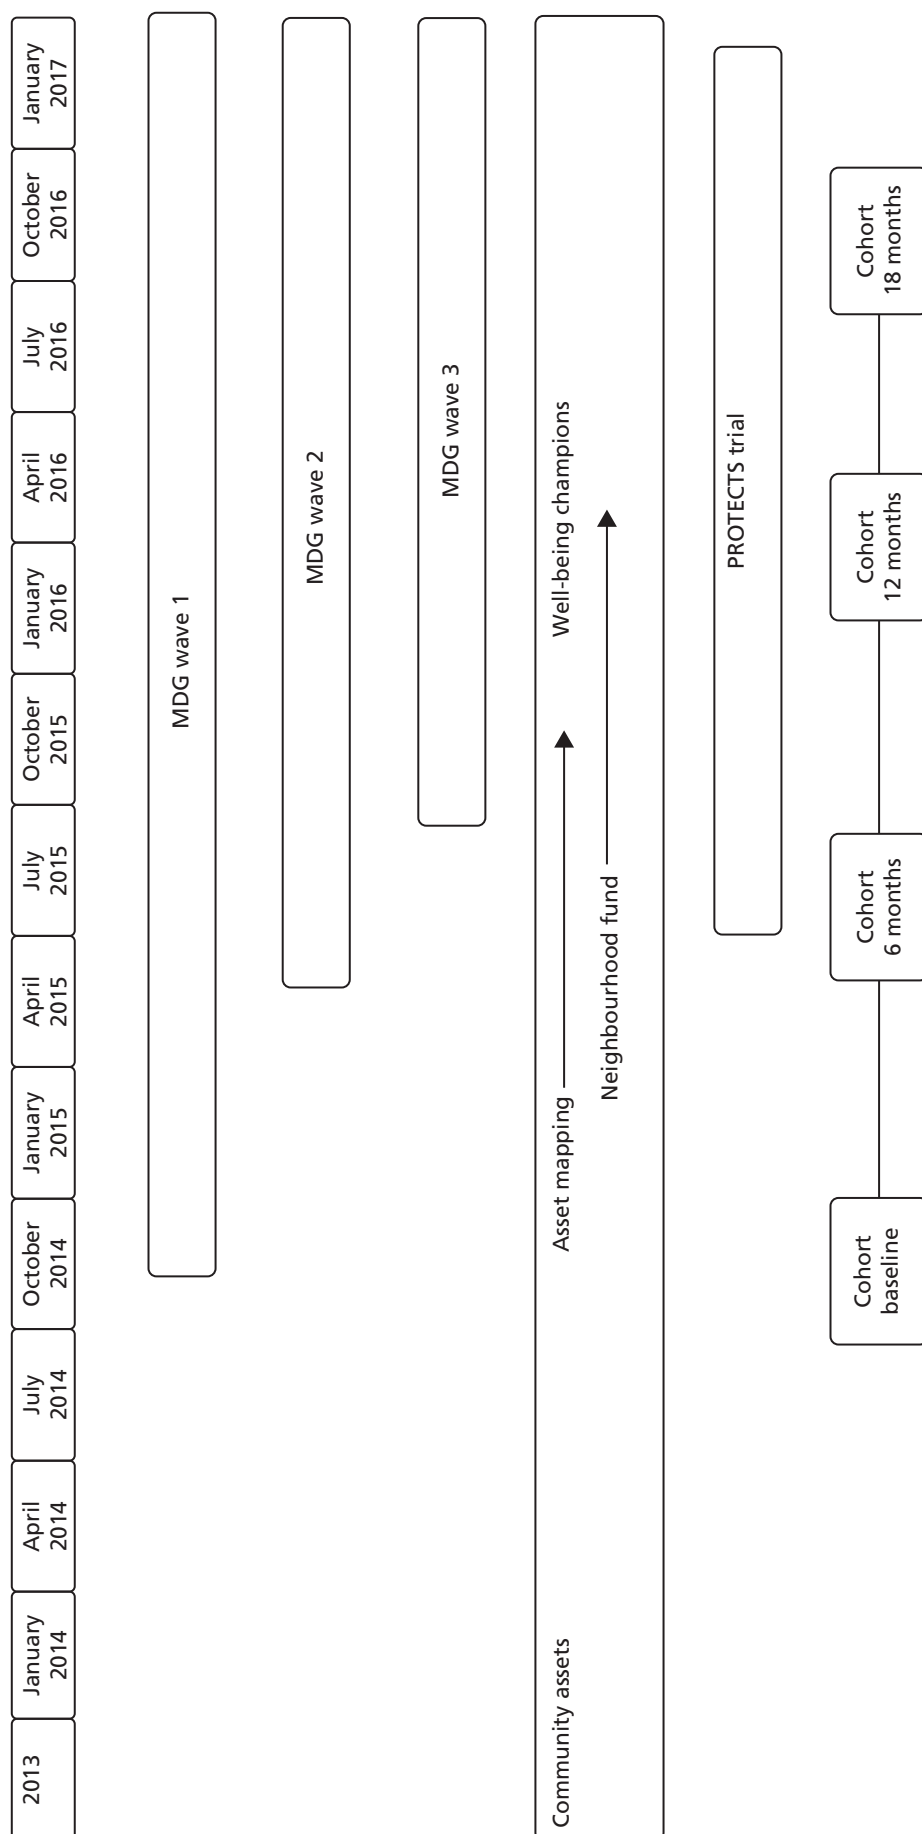 2013
January
2014
April
2014
July
2014
October
2014
January
2015
April
2015
July
2015
October
2015
January
2016
April
2016
July
2016
October
2016
January
2017
MDG wave 1
MDG wave 2
MDG wave 3
Community assets
Asset mapping
Well-being champions
Neighbourhood fund
PROTECTS trial
Cohort
baseline
Cohort
6 months
Cohort
12 months
Cohort
18 months